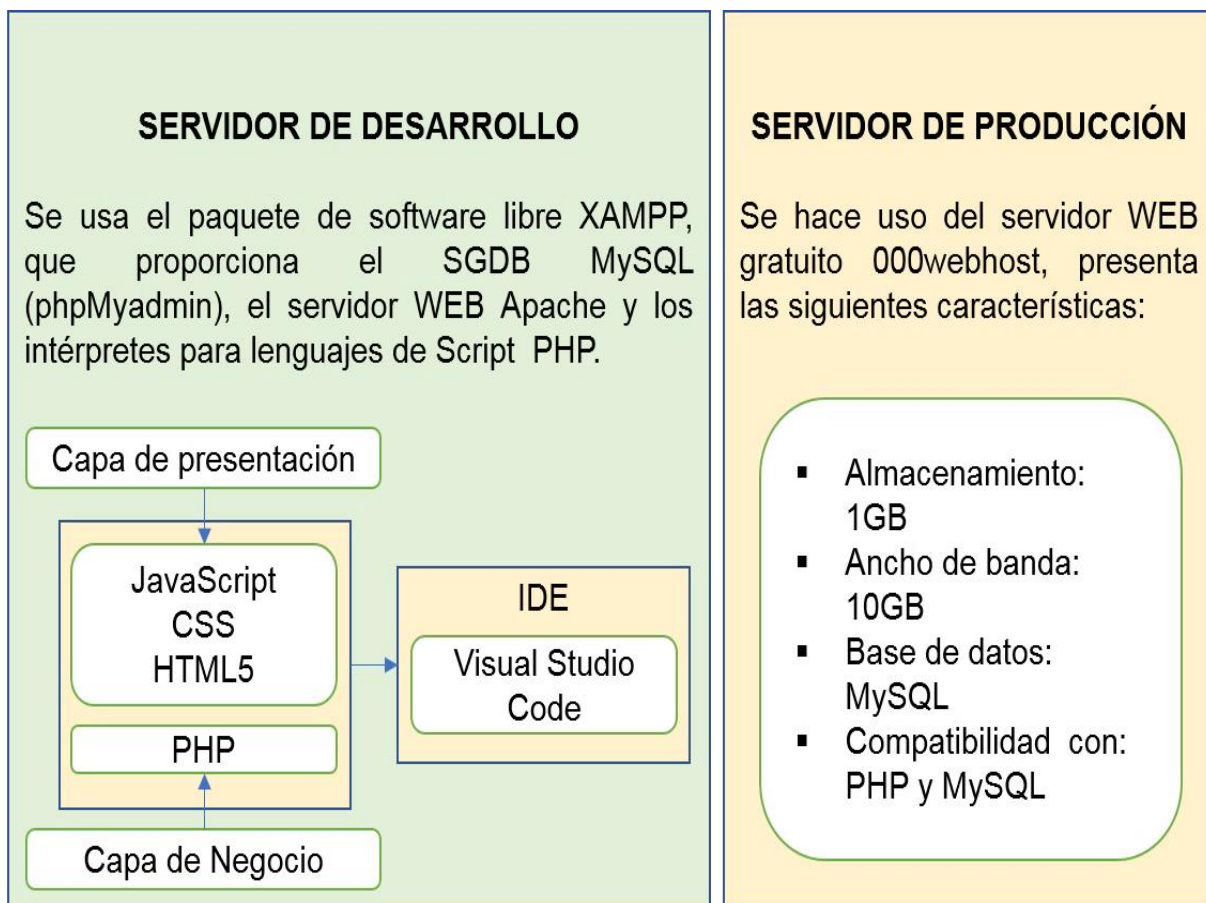 SERVIDOR DE DESARROLLO
Se usa el paquete de software libre XAMPP,
que proporciona el SGDB MySQL
(phpMyadmin), el servidor WEB Apache y los
intérpretes para lenguajes de Script PHP.
Capa de presentación
JavaScript
CSS
HTML5
PHP
Capa de Negocio
IDE
Visual Studio
Code
SERVIDOR DE PRODUCCIÓN
Se hace uso del servidor WEB
gratuito 000webhost, presenta
las siguientes características:
▪ Almacenamiento:
1GB
▪ Ancho de banda:
10GB
▪ Base de datos:
MySQL
▪ Compatibilidad con:
PHP y MySQL